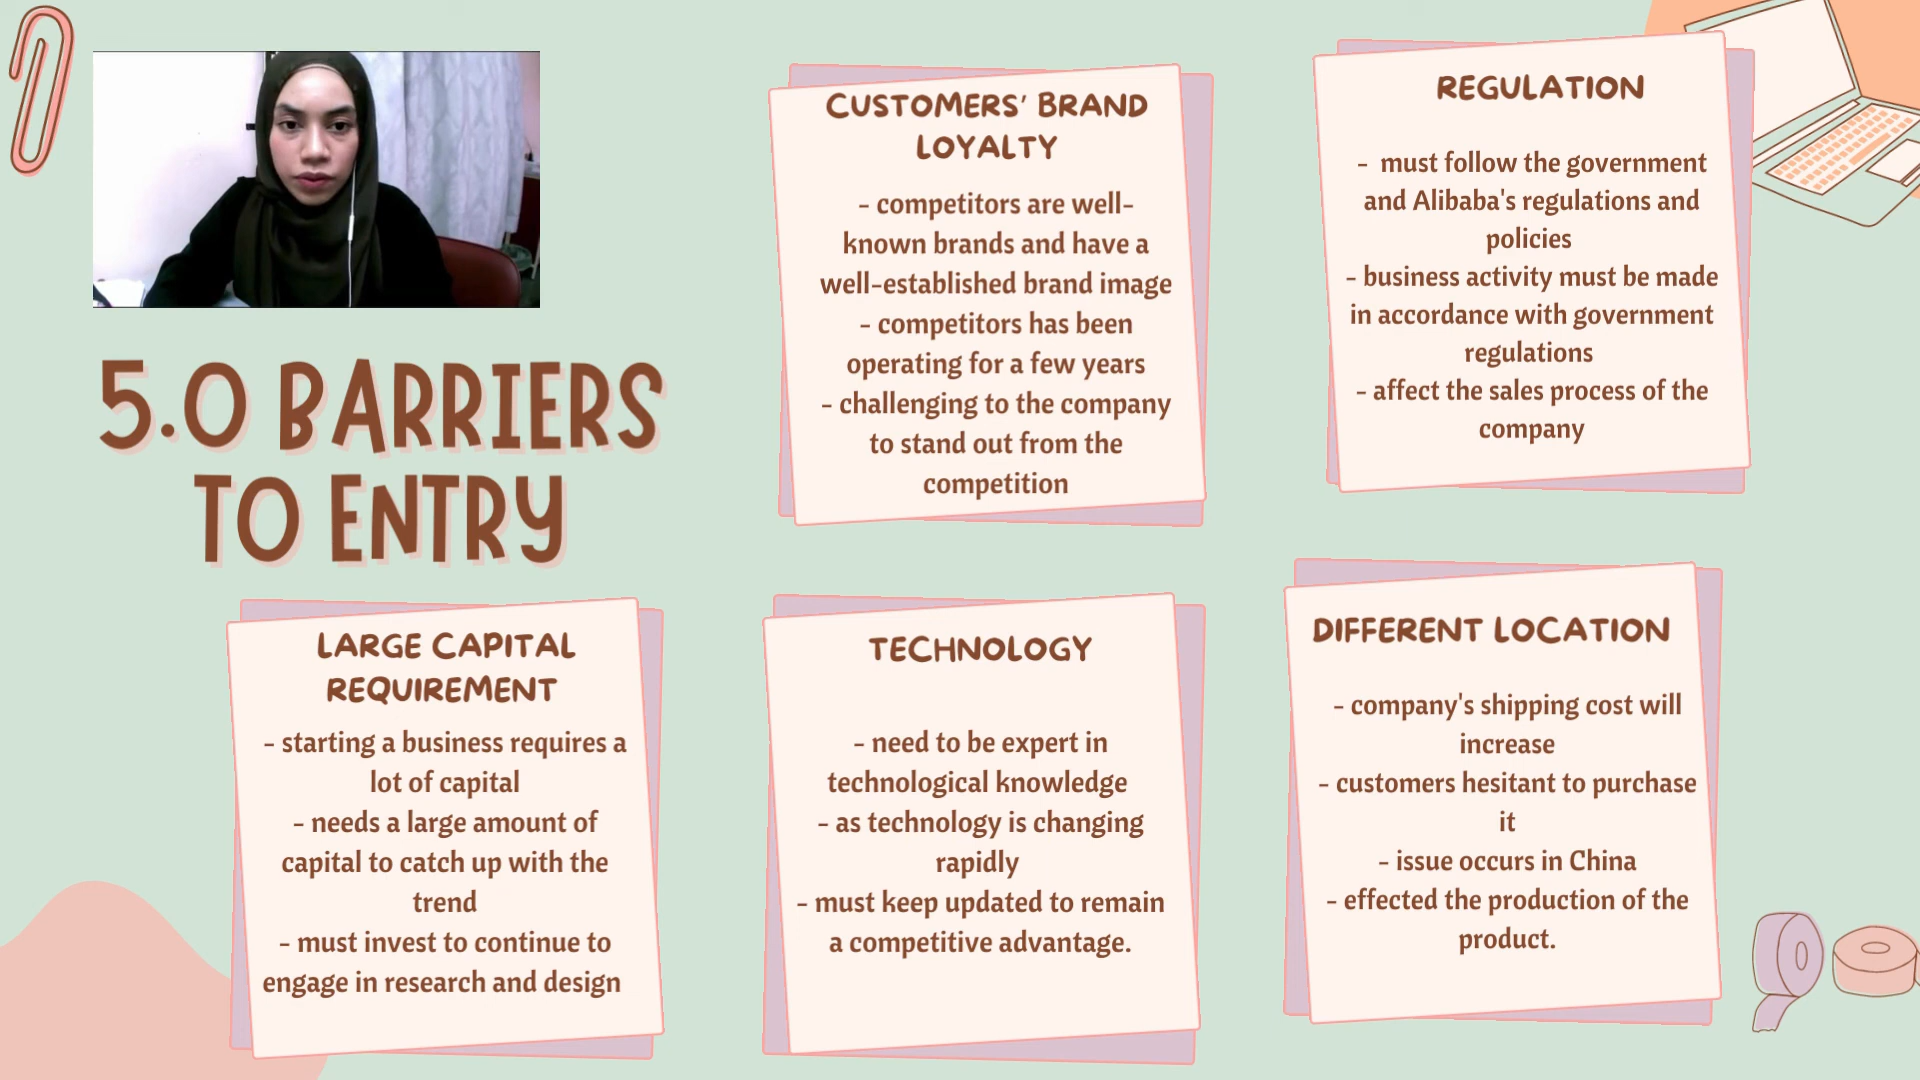 5.0 BARRIERS
TO ENTRY
CUSTOMERS' BRAND
LOYALTY
- competitors are well-
known brands and have a
well-established brand image
- competitors has been
operating for a few years
- challenging to the company
to stand out from the
competition
REGULATION
- must follow the government
and Alibaba's regulations and
policies
- business activity must be made
in accordance with government
regulations
- affect the sales process of the
company
LARGE CAPITAL
REQUIREMENT
- starting a business requires a
lot of capital
- needs a large amount of
capital to catch up with the
trend
- must invest to continue to
engage in research and design
TECHNOLOGY
- need to be expert in
technological knowledge
- as technology is changing
rapidly
- must keep updated to remain
a competitive advantage.
DIFFERENT LOCATION
- company's shipping cost will
increase
- customers hesitant to purchase
it
- issue occurs in China
- effected the production of the
product.